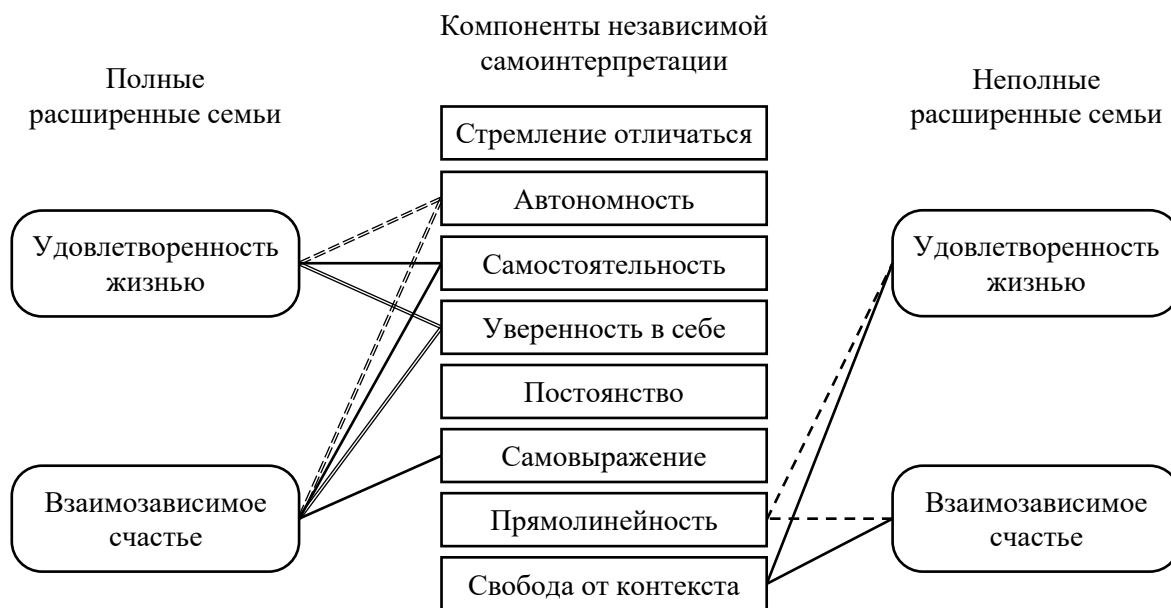 Компоненты независимой
самоинтерпретации
Полные
расширенные семьи
Неполные
расширенные семьи
Стремление отличаться
Автономность
Самостоятельность
Уверенность в себе
Постоянство
Самовыражение
Прямолинейность
Свобода от контекста
Удовлетворенность
жизнью
Взаимозависимое
счастье
Удовлетворенность
жизнью
Взаимозависимое
счастье